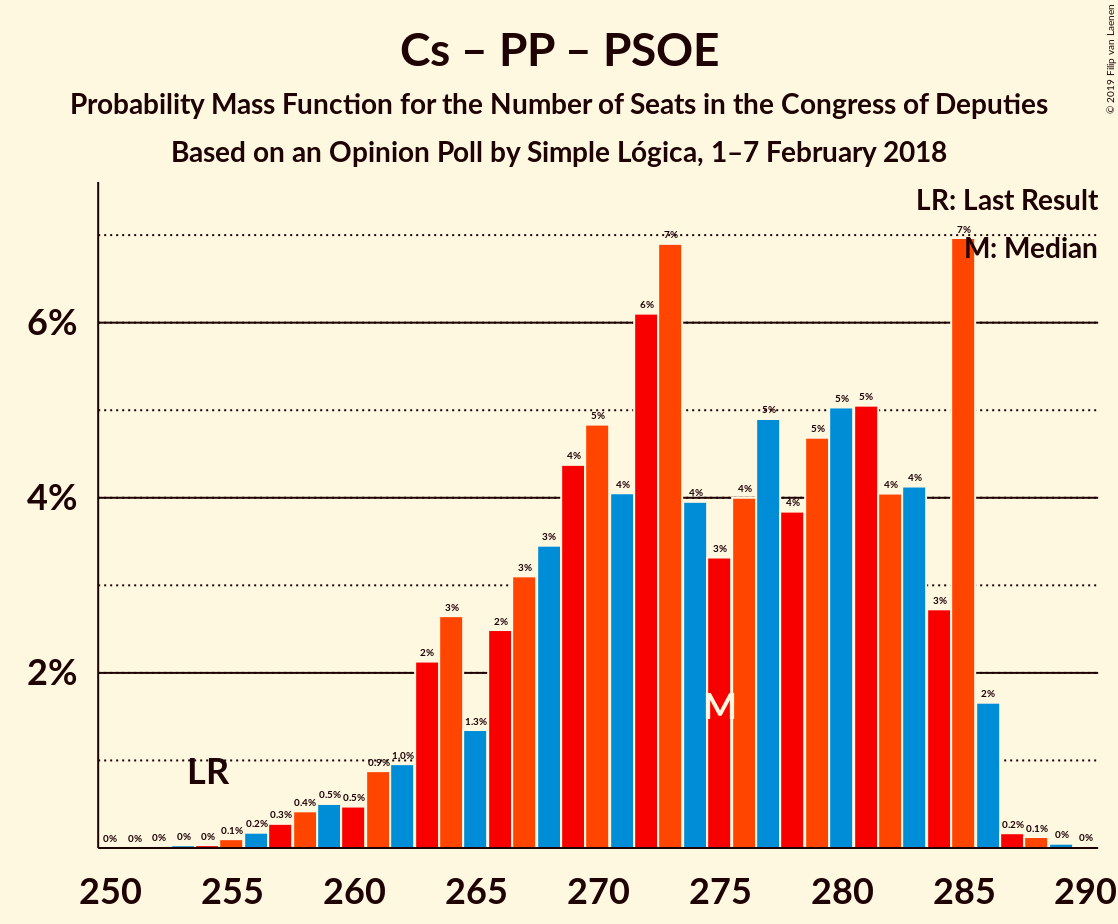 Cs – PP – PSOE
Probability Mass Function for the Number of Seats in the Congress of Deputies
Based on an Opinion Poll by Simple Lógica, 1–7 February 2018
© 2019 Filip van Laenen
LR: Last Result
M: Median
6%
4%
2%
0% 0% 0% 0% 0% 0.1% 0.2% 0.3% 0.4% 0.5% 0.5% 0.9% 1.0% 2% 3% 1.3% 2% 3% 3% 4% 5% 4% 6% 7% 4% 3% 4% 5% 4% 5% 5% 5% 4% 4% 3% 7% 2% 0.2% 0.1% 0% 0%
LR
M
250 255 260 265 270 275 280 285 290